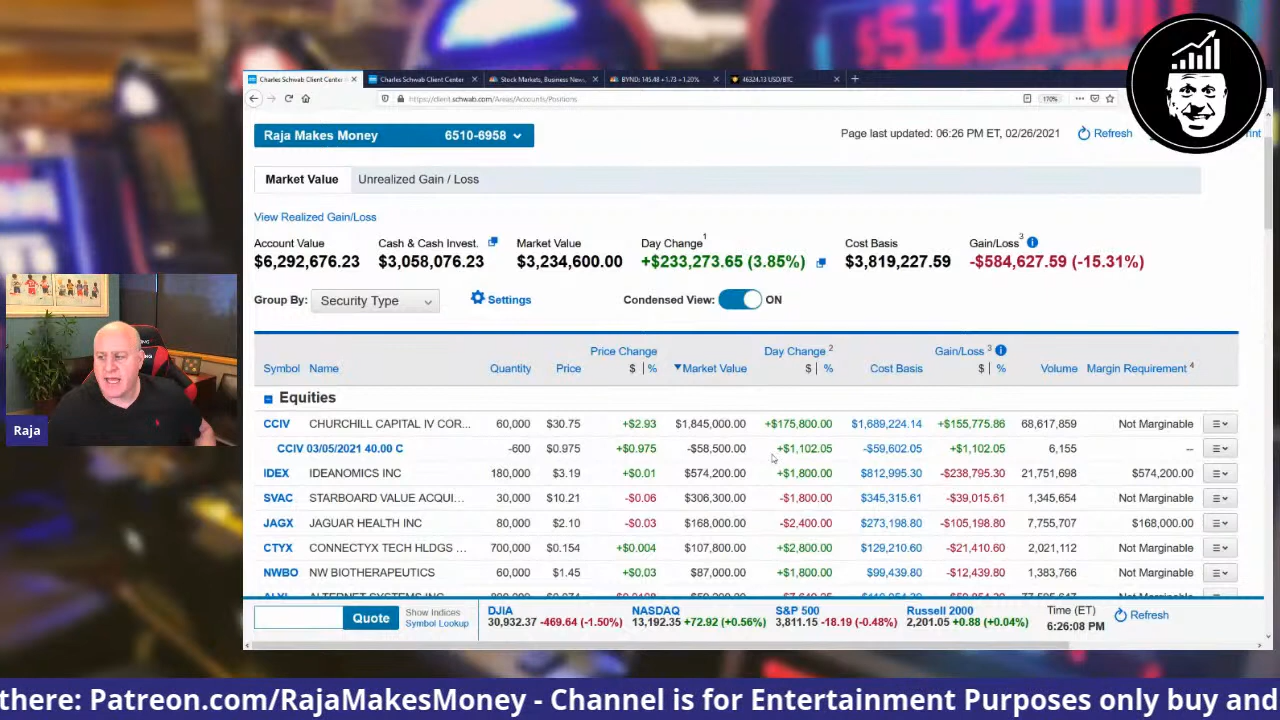 Charles Schwab Client Center
Charles Schwab Client Center
Stock Markets, Business New
BYND: 145.48 +1.73 +1.20%
46324.13 USD/BTC
https://client.schwab.com/Areas/Accounts/Positions
170%
Raja Makes Money 6510-6958
Page last updated: 06:26 PM ET, 02/26/2021
Refresh
int
Market Value
Unrealized Gain / Loss
View Realized Gain/Loss
Account Value Cash & Cash Invest. Market Value Day Change 1 Cost Basis Gain/Loss 3
$6,292,676.23 $3,058,076.23 $3,234,600.00 +$233,273.65 (3.85%) $3,819,227.59 -$584,627.59 (-15.31%)
Group By: Security Type Settings Condensed View: ON
Price Change Day Change 2 Gain/Loss 3
Symbol Name Quantity Price $ | % Market Value $ | % Cost Basis $ | % Volume Margin Requirement 4
Equities
CCIV CHURCHILL CAPITAL IV COR... 60,000 $30.75 +$2.93 $1,845,000.00 +$175,800.00 $1,689,224.14 +$155,775.86 68,617,859 Not Marginable
CCIV 03/05/2021 40.00 C -600 $0.975 +$0.975 -$58,500.00 +$1,102.05 -$59,602.05 +$1,102.05 6,155 --
IDEX IDEANOMICS INC 180,000 $3.19 +$0.01 $574,200.00 +$1,800.00 $812,995.30 -$238,795.30 21,751,698 $574,200.00
SVAC STARBOARD VALUE ACQUI... 30,000 $10.21 -$0.06 $306,300.00 -$1,800.00 $345,315.61 -$39,015.61 1,345,654 Not Marginable
JAGX JAGUAR HEALTH INC 80,000 $2.10 -$0.03 $168,000.00 -$2,400.00 $273,198.80 -$105,198.80 7,755,707 $168,000.00
CTYX CONNECTYX TECH HLDGS ... 700,000 $0.154 +$0.004 $107,800.00 +$2,800.00 $129,210.60 -$21,410.60 2,021,112 Not Marginable
NWBO NW BIOTHERAPEUTICS 60,000 $1.45 +$0.03 $87,000.00 +$1,800.00 $99,439.80 -$12,439.80 1,383,766 Not Marginable
Quote
Show Indices
Symbol Lookup
DJIA NASDAQ S&P 500 Russell 2000 Time (ET) Refresh
30,932.37 -469.64 (-1.50%) 13,192.35 +72.92 (+0.56%) 3,811.15 -18.19 (-0.48%) 2,201.05 +0.88 (+0.04%) 6:26:08 PM
Raja
there: Patreon.com/RajaMakesMoney - Channel is for Entertainment Purposes only buy and